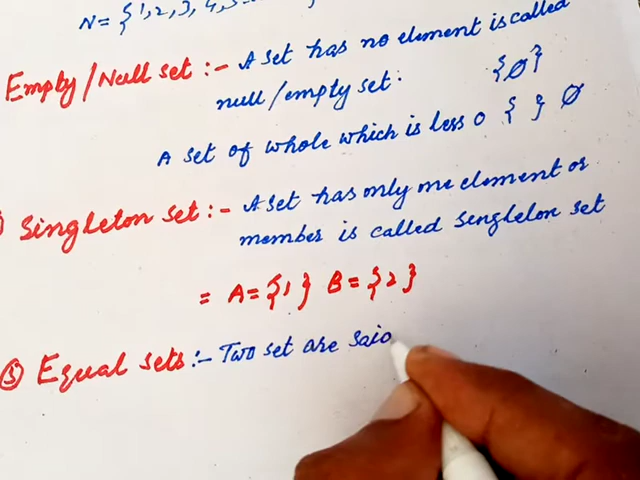 N = {1, 2, 3, 4, 5
Empty/Null set :- A set has no element is called
null/empty set. {∅}
A set of whole which is less 0 { } ∅
Singleton set :- A set has only one element or
member is called senglelon set
= A = {1} B = {2}
⑤ Equal sets :- Two set are said